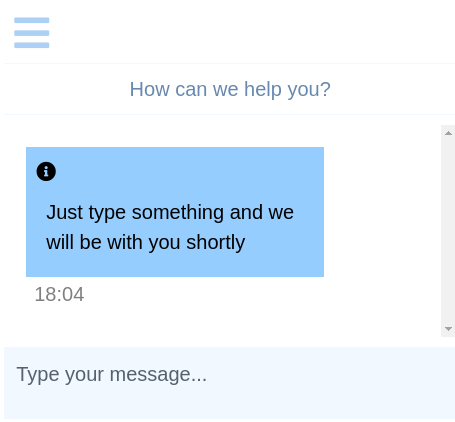 How can we help you?
Just type something and we
will be with you shortly
18:04
Type your message...